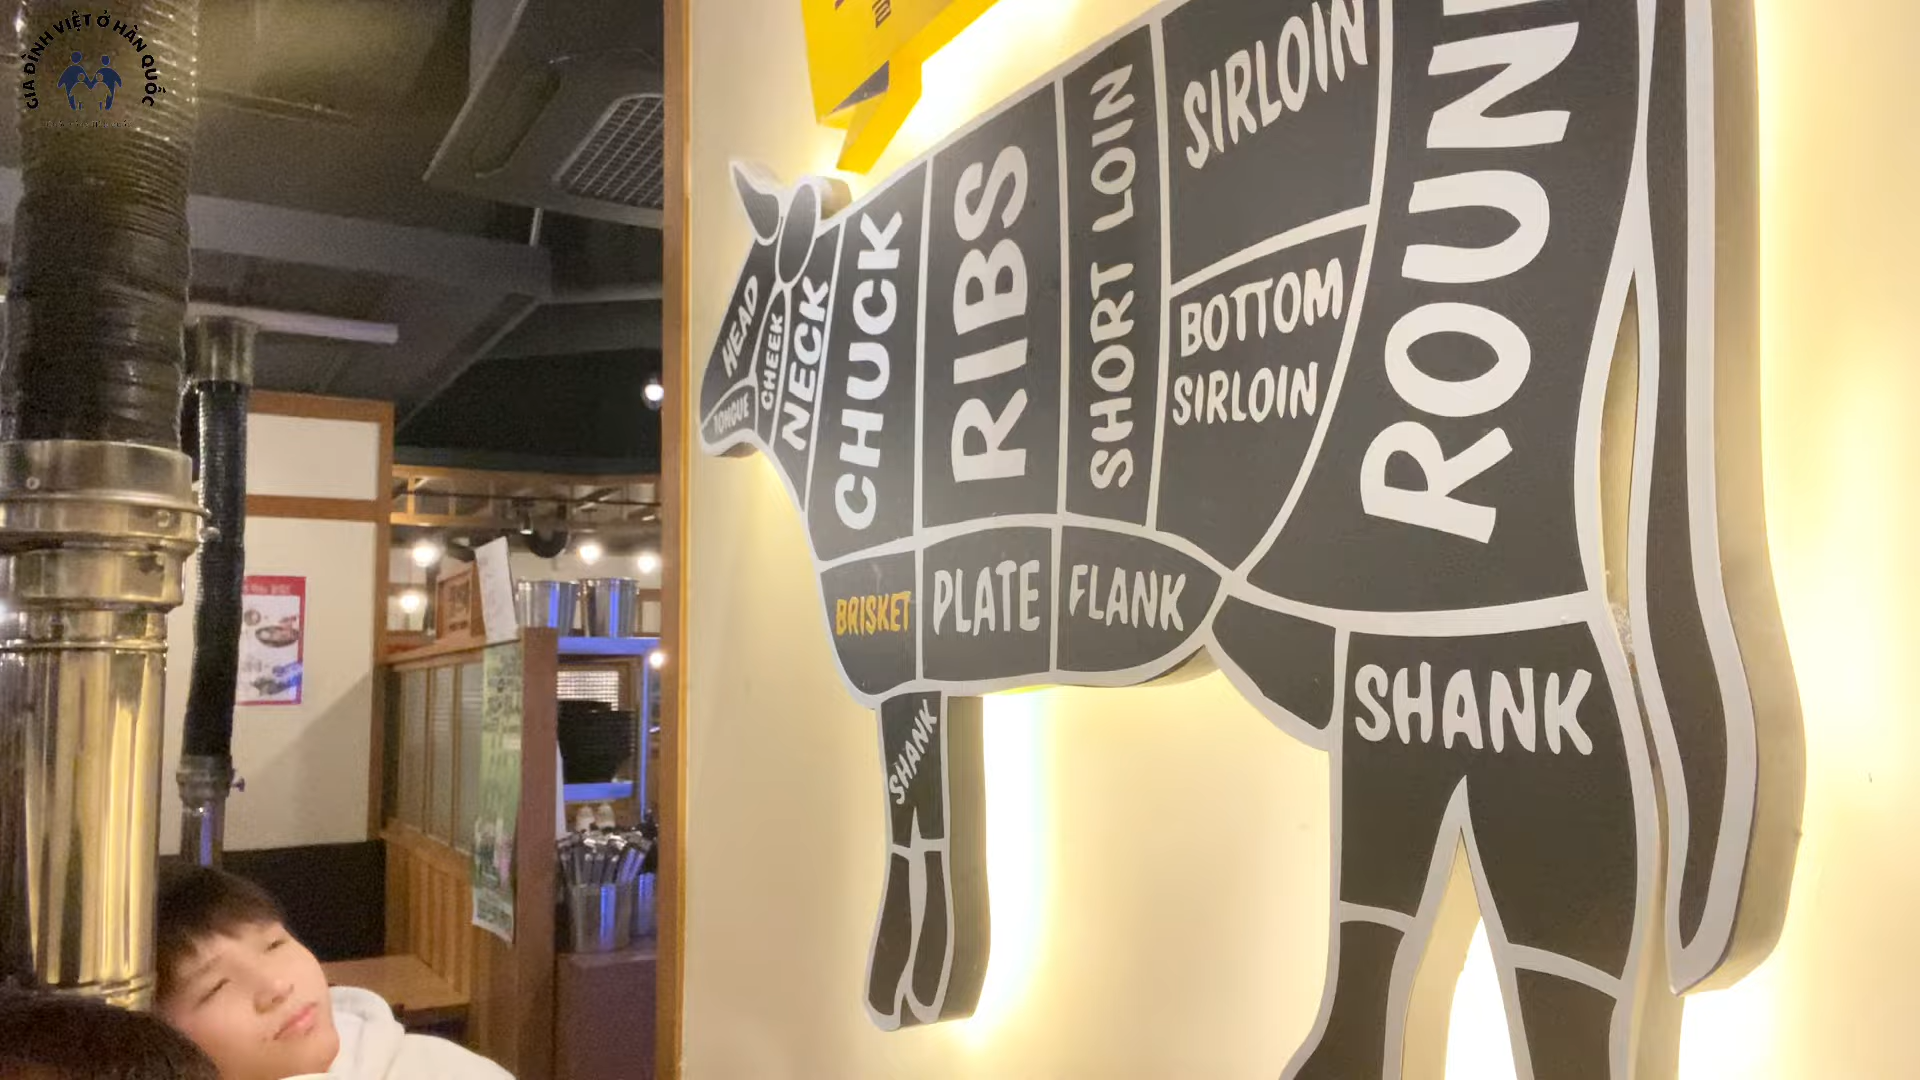 GIA ĐÌNH VIỆT Ở HÀN QUỐC
HEAD
CHEEK
TONGUE
NECK
CHUCK
RIBS
SHORT LOIN
SIRLOIN
BOTTOM
SIRLOIN
ROUN
BRISKET
PLATE
FLANK
SHANK
SHANK